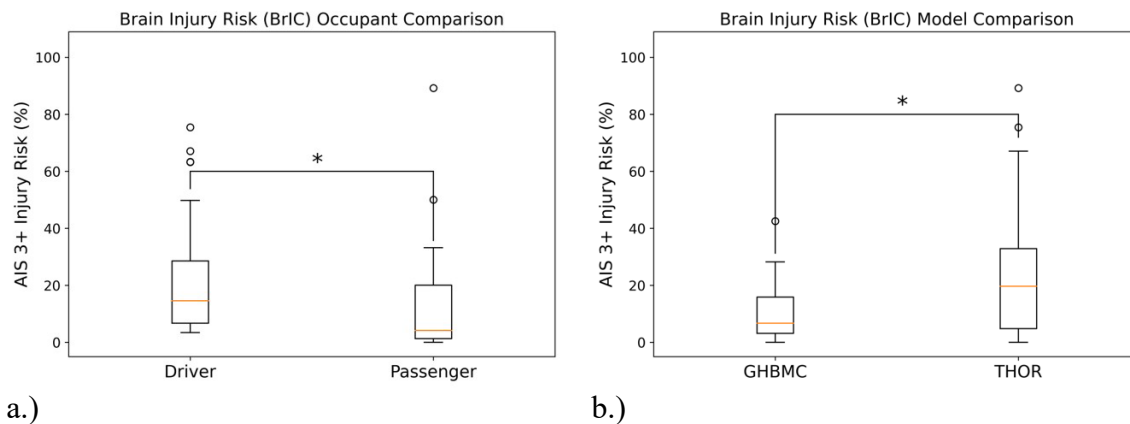 Brain Injury Risk (BrIC) Occupant Comparison
AIS 3+ Injury Risk (%)
100
80
60
40
20
0
*
Driver Passenger
a.)
Brain Injury Risk (BrIC) Model Comparison
AIS 3+ Injury Risk (%)
100
80
60
40
20
0
*
GHBMC THOR
b.)